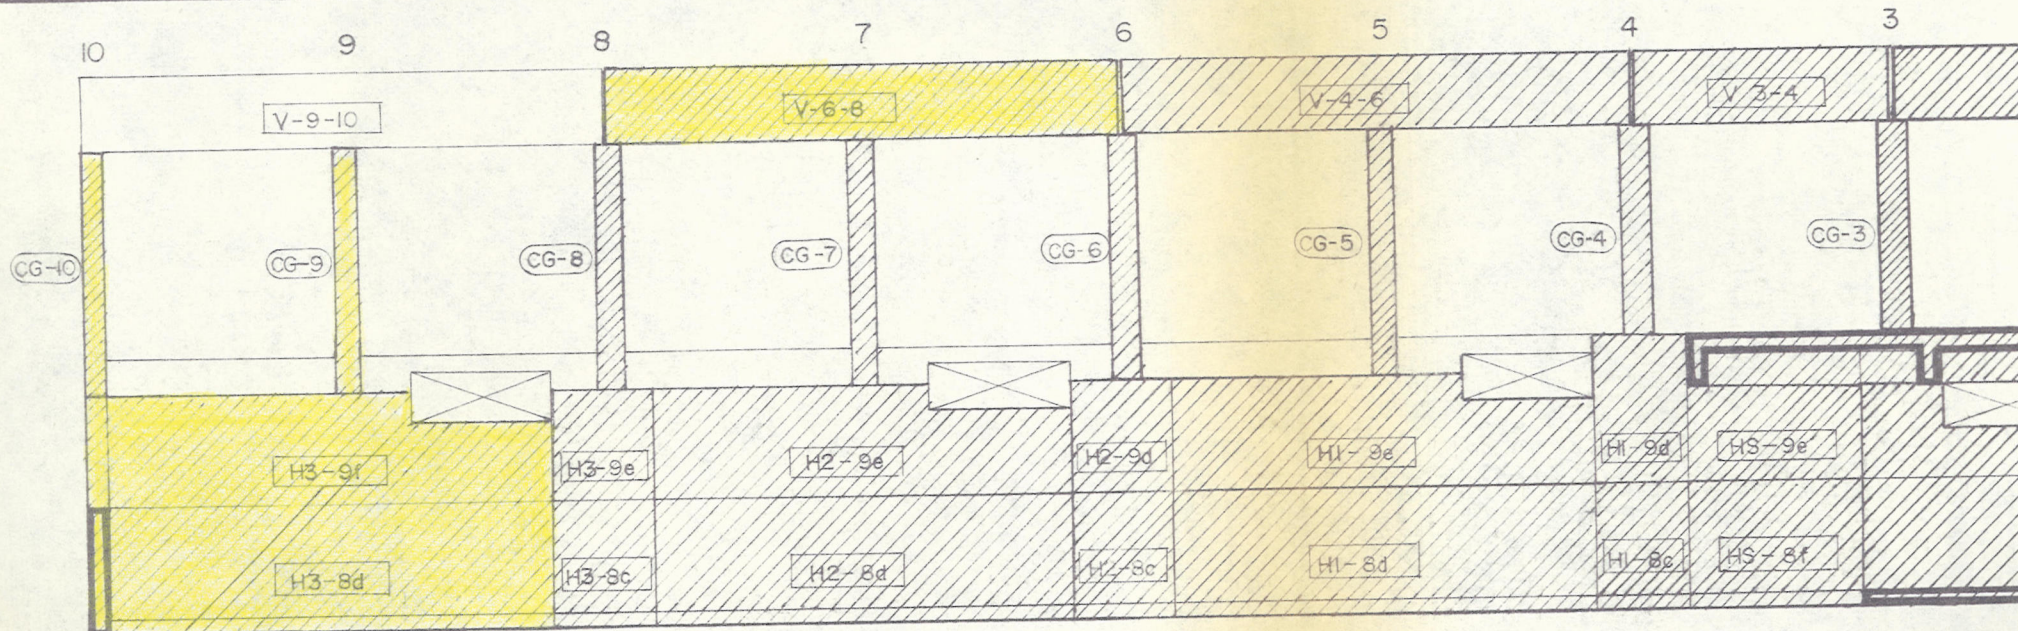 10 9 8 7 6 5 4 3
V-9-10 V-6-8 V-4-6 V 3-4
CG-10 CG-9 CG-8 CG-7 CG-6 CG-5 CG-4 CG-3
H3-9f H3-9e H2-9e H2-9d H1-9e H1-9d HS-9e
H3-8d H3-8c H2-8d H2-8c H1-8d H1-8c HS-8f